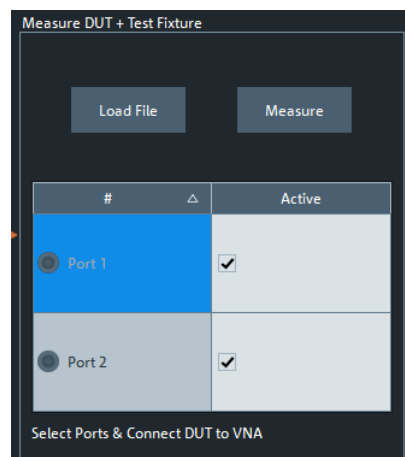 Measure DUT + Test Fixture
Load File Measure
# Active
Port 1
Port 2
Select Ports & Connect DUT to VNA